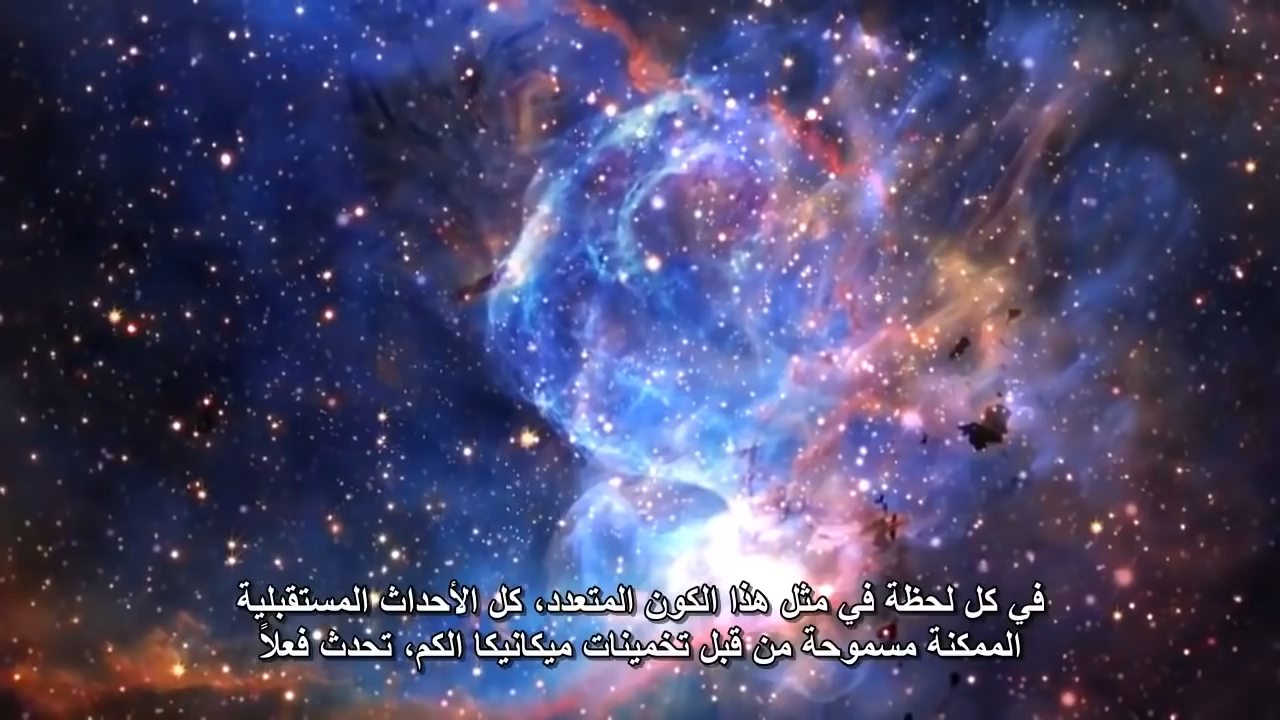 في كل لحظة في مثل هذا الكون المتعدد، كل الأحداث المستقبلية
الممكنة مسموحة من قبل تخمينات ميكانيكا الكم، تحدث فعلاً